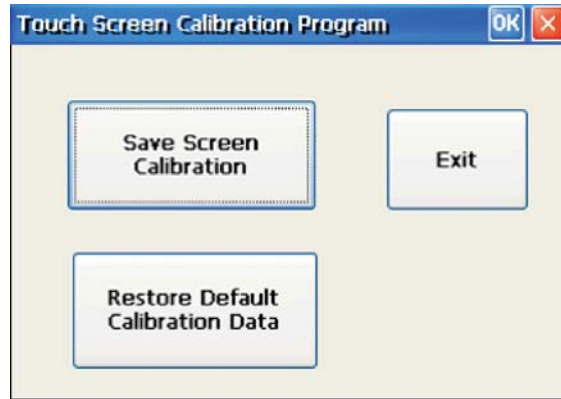 Touch Screen Calibration Program
OK
Save Screen
Calibration
Exit
Restore Default
Calibration Data